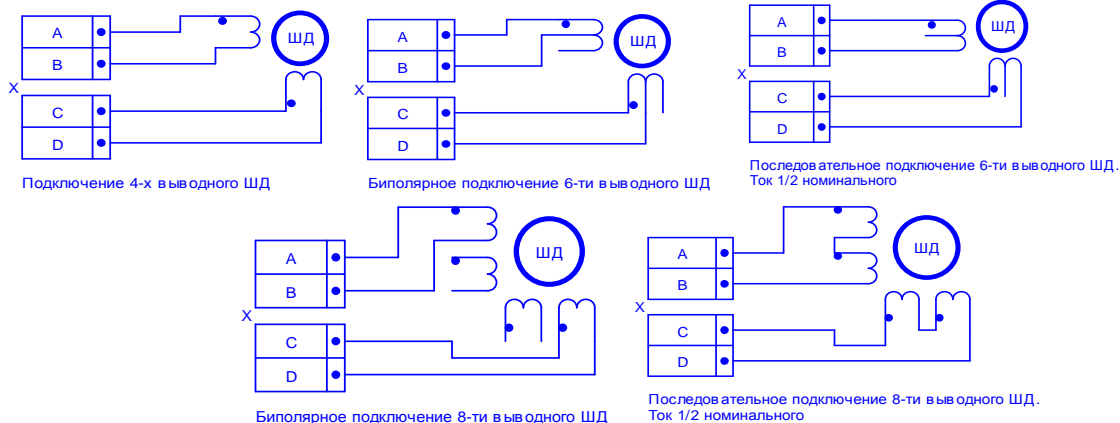 A
B
X
C
D
ШД
Подключение 4-х выводного ШД
A
B
X
C
D
ШД
Биполярное подключение 6-ти выводного ШД
A
B
X
C
D
ШД
Последовательное подключение 6-ти выводного ШД.
Ток 1/2 номинального
A
B
X
C
D
ШД
Биполярное подключение 8-ти выводного ШД
A
B
X
C
D
ШД
Последовательное подключение 8-ти выводного ШД.
Ток 1/2 номинального